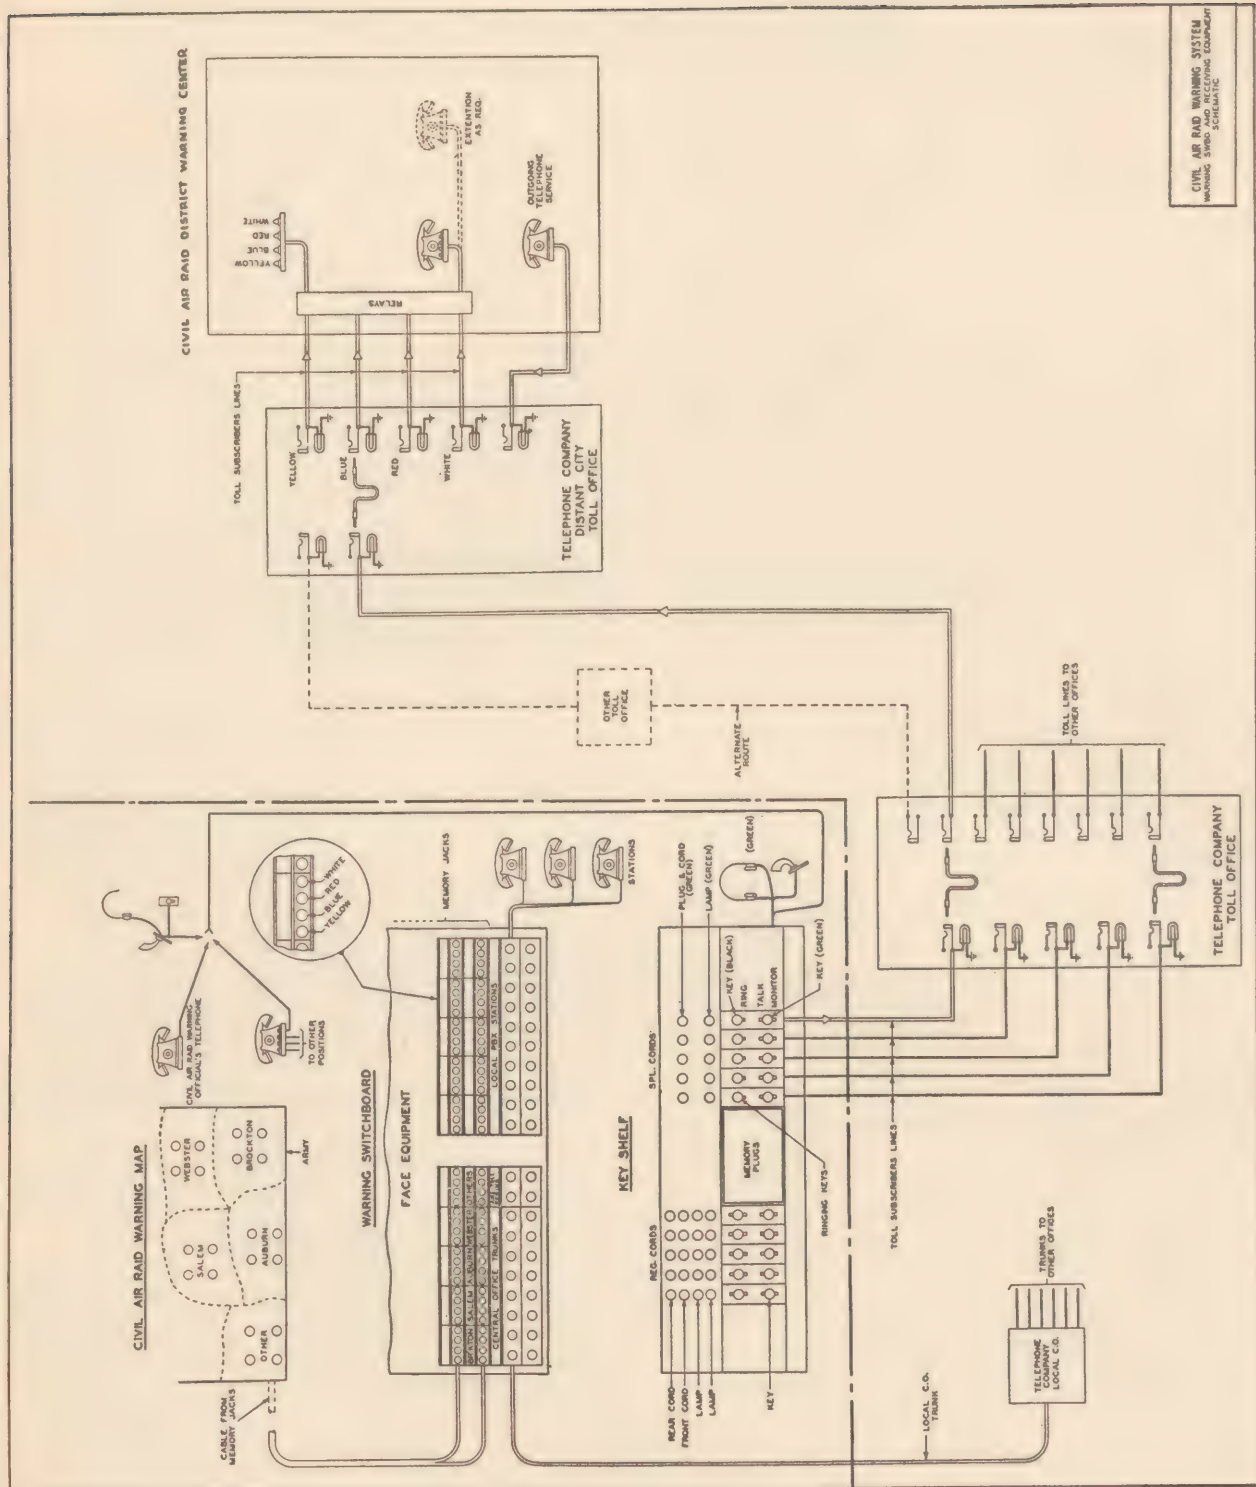 CIVIL AIR RAID WARNING MAP
WEBSTER
BROCKTON
SALEM
AUBURN
OTHER
ARMY
CABLE FROM
MEMORY JACKS
CIVIL AIR RAID WARNING
OFFICIAL'S TELEPHONE
TO OTHER
POSITIONS
WHITE
RED
BLUE
YELLOW
WARNING SWITCHBOARD
FACE EQUIPMENT
MEMORY JACKS
SALEM
AUBURN
WEBSTER
OTHERS
CENTRAL OFFICE TRUNKS
LOCAL PBX STATIONS
STATIONS
KEY SHELF
REG. CORDS
SPL. CORDS
REAR CORD
FRONT CORD
LAMP
LAMP
KEY
MEMORY
PLUGS
RINGING KEYS
PLUG & CORD
(GREEN)
LAMP (GREEN)
(GREEN)
KEY (BLACK)
RING
TALK
MONITOR
KEY (GREEN)
TOLL SUBSCRIBERS LINES
LOCAL C.O.
TRUNK
TELEPHONE
COMPANY
LOCAL C.O.
TRUNKS TO
OTHER OFFICES
TELEPHONE COMPANY
TOLL OFFICE
TOLL LINES TO
OTHER OFFICES
ALTERNATE
ROUTE
OTHER
TOLL
OFFICE
TELEPHONE COMPANY
DISTANT CITY
TOLL OFFICE
YELLOW
BLUE
RED
WHITE
TOLL SUBSCRIBERS LINES
CIVIL AIR RAID DISTRICT WARNING CENTER
RELAYS
YELLOW
BLUE
RED
WHITE
EXTENTION
AS REQ.
OUTGOING
TELEPHONE
SERVICE
CIVIL AIR RAID WARNING SYSTEM
WARNING SWBD AND RECEIVING EQUIPMENT
SCHEMATIC